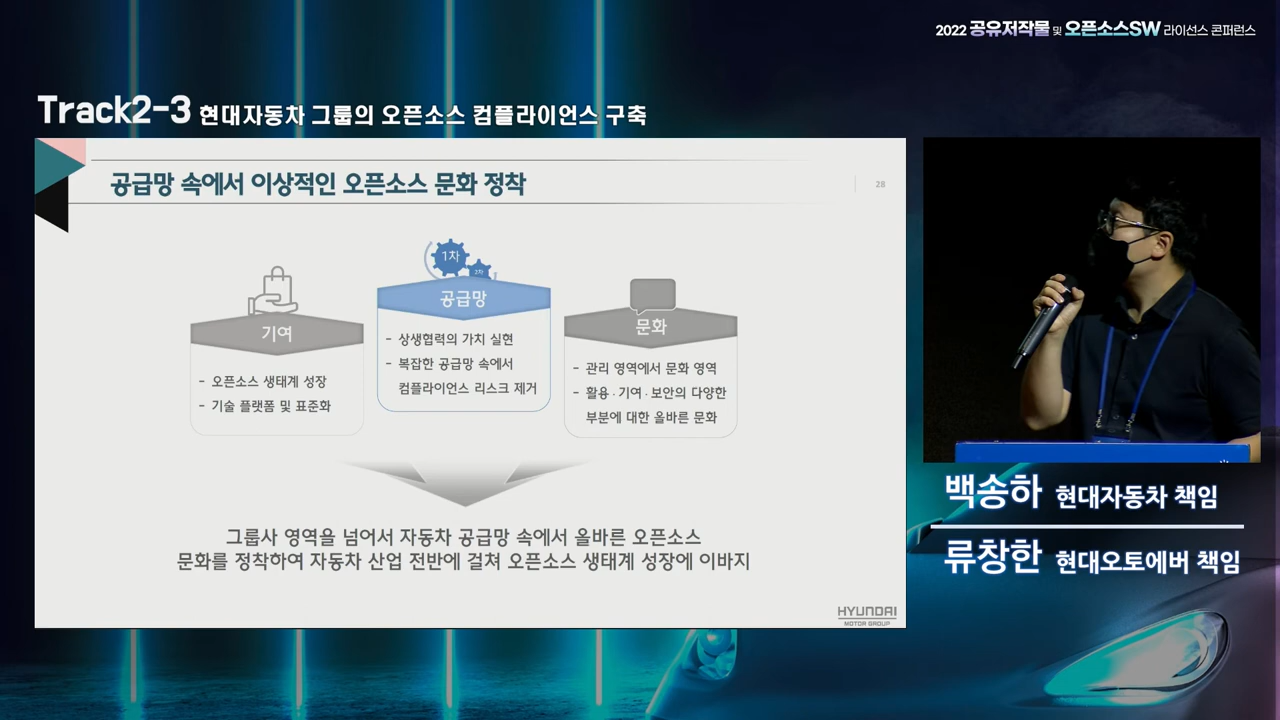 2022 공유저작물 및 오픈소스SW 라이선스 콘퍼런스
Track2-3 현대자동차 그룹의 오픈소스 컴플라이언스 구축
공급망 속에서 이상적인 오픈소스 문화 정착
28
기여
- 오픈소스 생태계 성장
- 기술 플랫폼 및 표준화
1차
2차
공급망
- 상생협력의 가치 실현
- 복잡한 공급망 속에서
컴플라이언스 리스크 제거
문화
- 관리 영역에서 문화 영역
- 활용 · 기여 · 보안의 다양한
부분에 대한 올바른 문화
그룹사 영역을 넘어서 자동차 공급망 속에서 올바른 오픈소스
문화를 정착하여 자동차 산업 전반에 걸쳐 오픈소스 생태계 성장에 이바지
HYUNDAI
MOTOR GROUP
백송하 현대자동차 책임
류창한 현대오토에버 책임